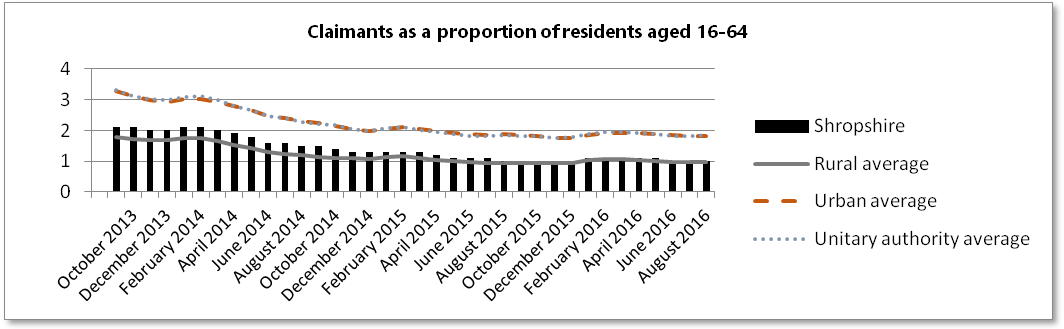 Claimants as a proportion of residents aged 16-64
4
3
2
1
0
October 2013
December 2013
February 2014
April 2014
June 2014
August 2014
October 2014
December 2014
February 2015
April 2015
June 2015
August 2015
October 2015
December 2015
February 2016
April 2016
June 2016
August 2016
Shropshire
Rural average
Urban average
Unitary authority average